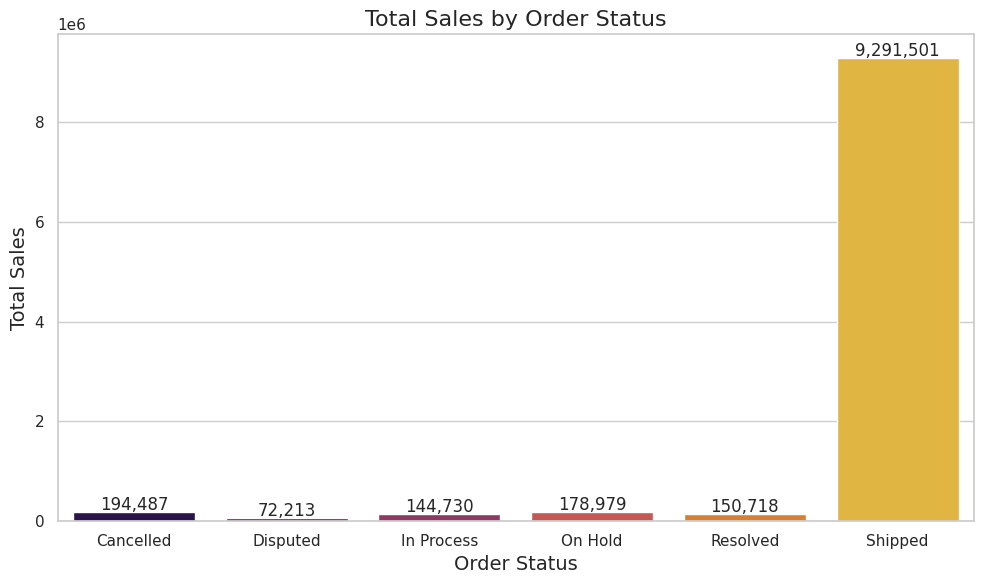 Total Sales by Order Status
1e6
Total Sales
8
6
4
2
0
194,487
72,213
144,730
178,979
150,718
9,291,501
Cancelled
Disputed
In Process
On Hold
Resolved
Shipped
Order Status